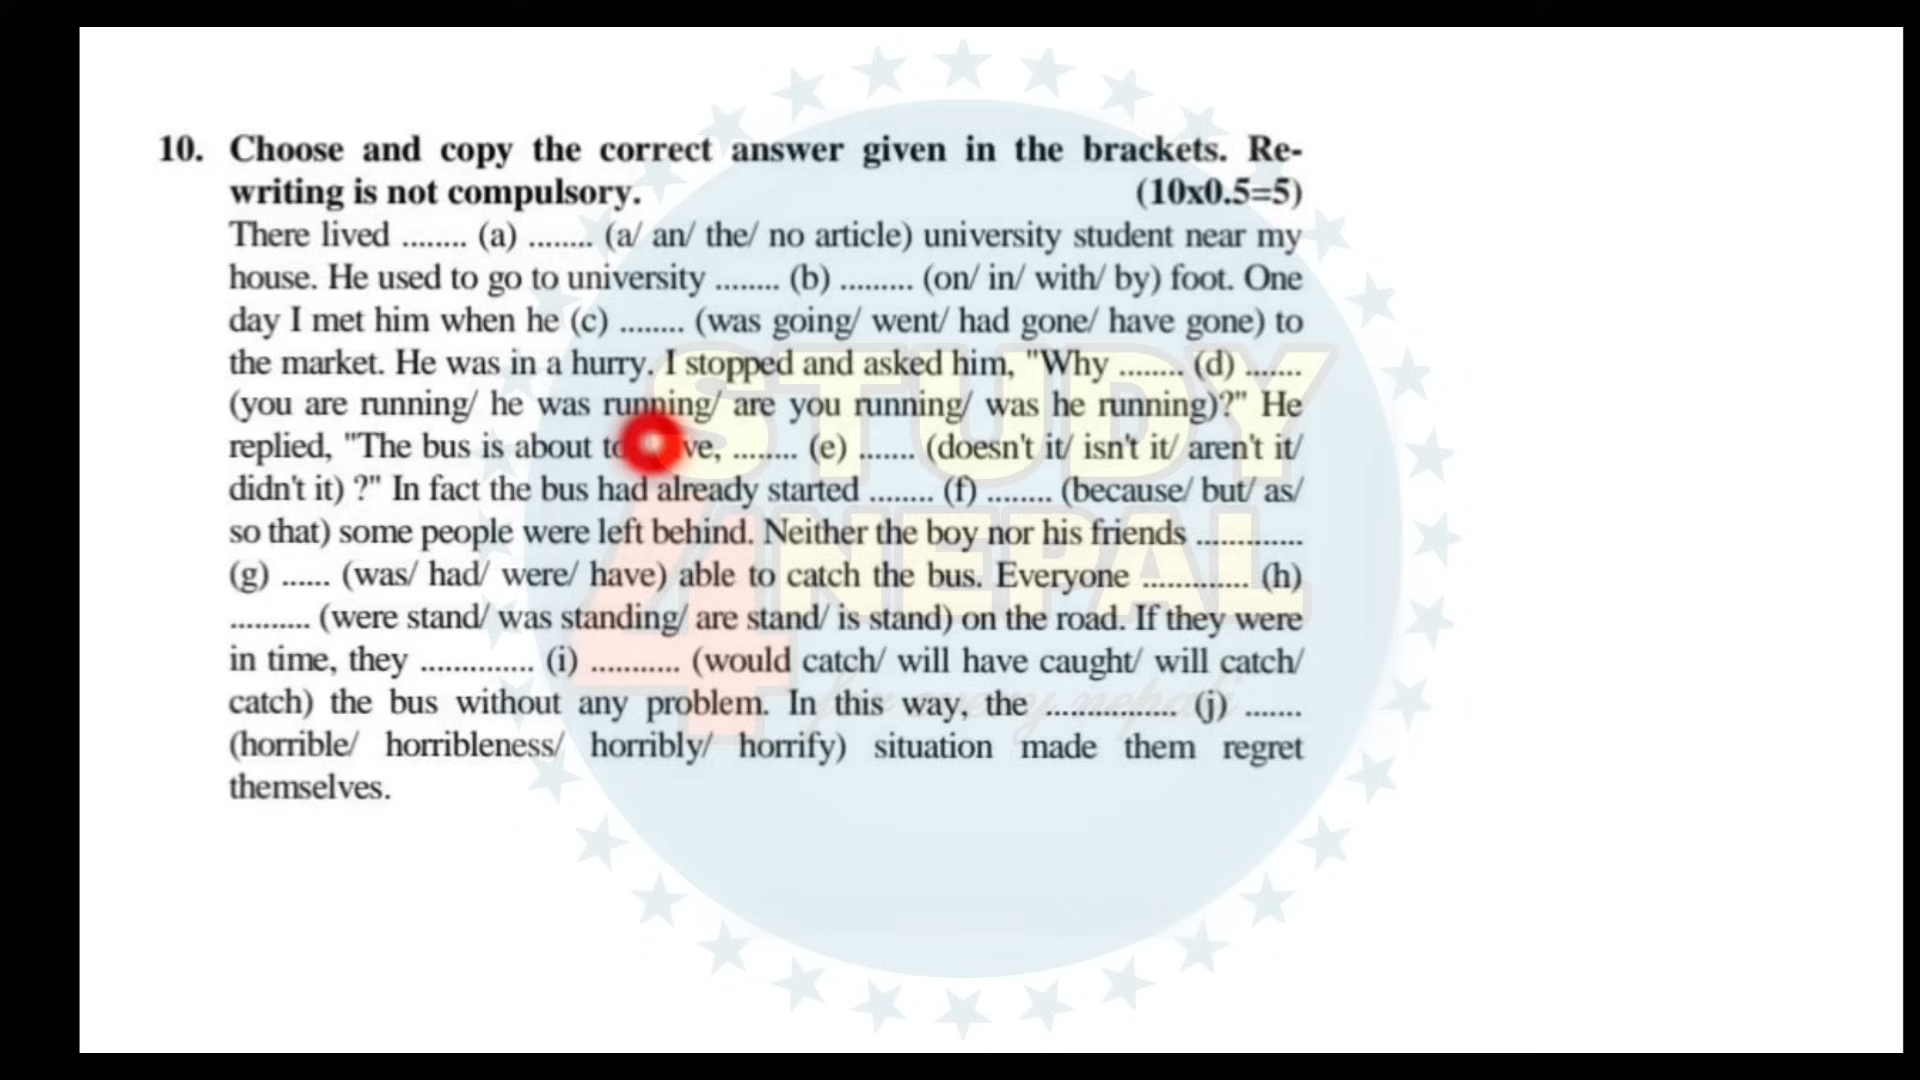 10. Choose and copy the correct answer given in the brackets. Re-
writing is not compulsory. (10x0.5=5)
There lived ........ (a) ........ (a/ an/ the/ no article) university student near my
house. He used to go to university ........ (b) ......... (on/ in/ with/ by) foot. One
day I met him when he (c) ........ (was going/ went/ had gone/ have gone) to
the market. He was in a hurry. I stopped and asked him, "Why ........ (d) .......
(you are running/ he was running/ are you running/ was he running)?" He
replied, "The bus is about to ve, ........ (e) ....... (doesn't it/ isn't it/ aren't it/
didn't it) ?" In fact the bus had already started ........ (f) ........ (because/ but/ as/
so that) some people were left behind. Neither the boy nor his friends .............
(g) ...... (was/ had/ were/ have) able to catch the bus. Everyone ............. (h)
.......... (were stand/ was standing/ are stand/ is stand) on the road. If they were
in time, they .............. (i) ........... (would catch/ will have caught/ will catch/
catch) the bus without any problem. In this way, the ................ (j) .......
(horrible/ horribleness/ horribly/ horrify) situation made them regret
themselves.
STUDY
4
NEPAL